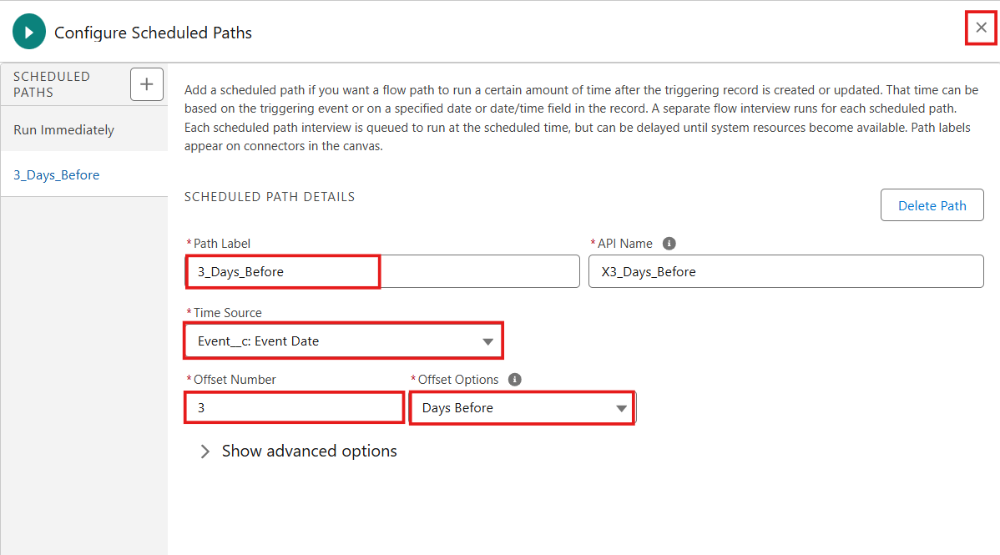 Configure Scheduled Paths
SCHEDULED
PATHS
Run Immediately
3_Days_Before
Add a scheduled path if you want a flow path to run a certain amount of time after the triggering record is created or updated. That time can be
based on the triggering event or on a specified date or date/time field in the record. A separate flow interview runs for each scheduled path.
Each scheduled path interview is queued to run at the scheduled time, but can be delayed until system resources become available. Path labels
appear on connectors in the canvas.
SCHEDULED PATH DETAILS
Delete Path
*Path Label
3_Days_Before
*API Name
X3_Days_Before
*Time Source
Event__c: Event Date
*Offset Number
3
*Offset Options
Days Before
Show advanced options